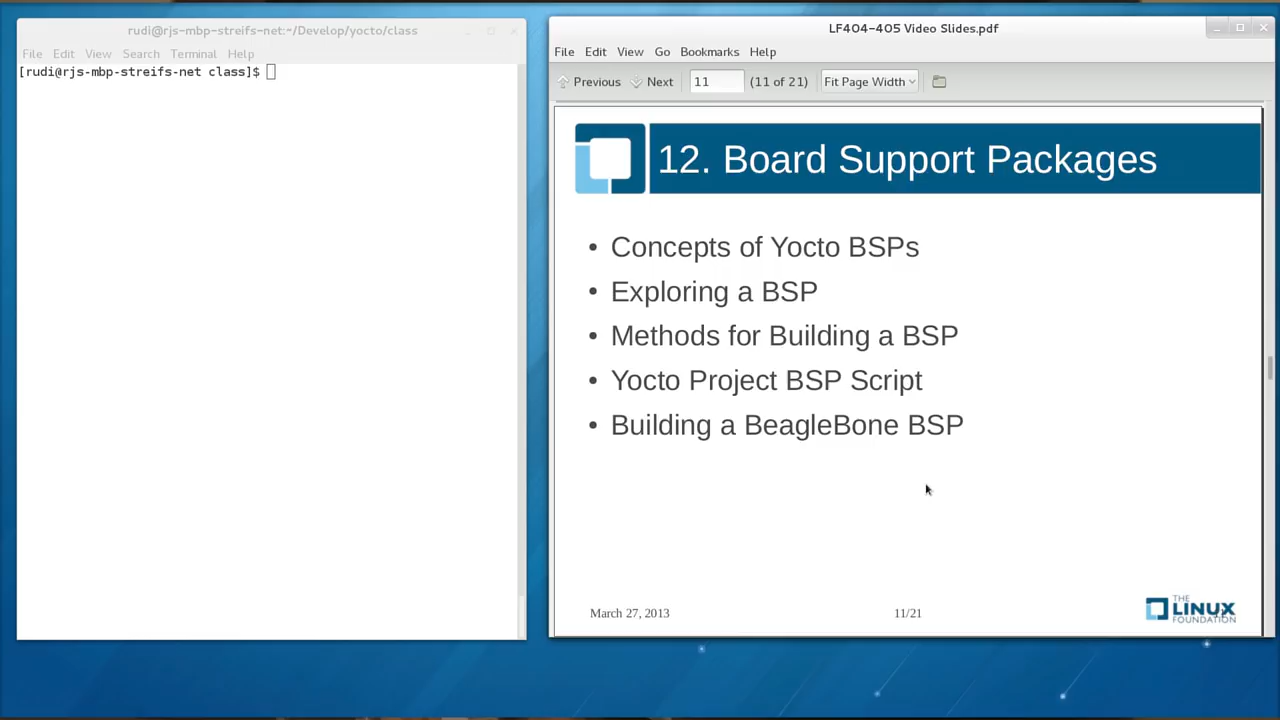 rudi@rjs-mbp-streifs-net:~/Develop/yocto/class
File Edit View Search Terminal Help
[rudi@rjs-mbp-streifs-net class]$
LF404-405 Video Slides.pdf
File Edit View Go Bookmarks Help
Previous Next 11 (11 of 21) Fit Page Width
12. Board Support Packages
• Concepts of Yocto BSPs
• Exploring a BSP
• Methods for Building a BSP
• Yocto Project BSP Script
• Building a BeagleBone BSP
March 27, 2013 11/21
THE
LINUX
FOUNDATION